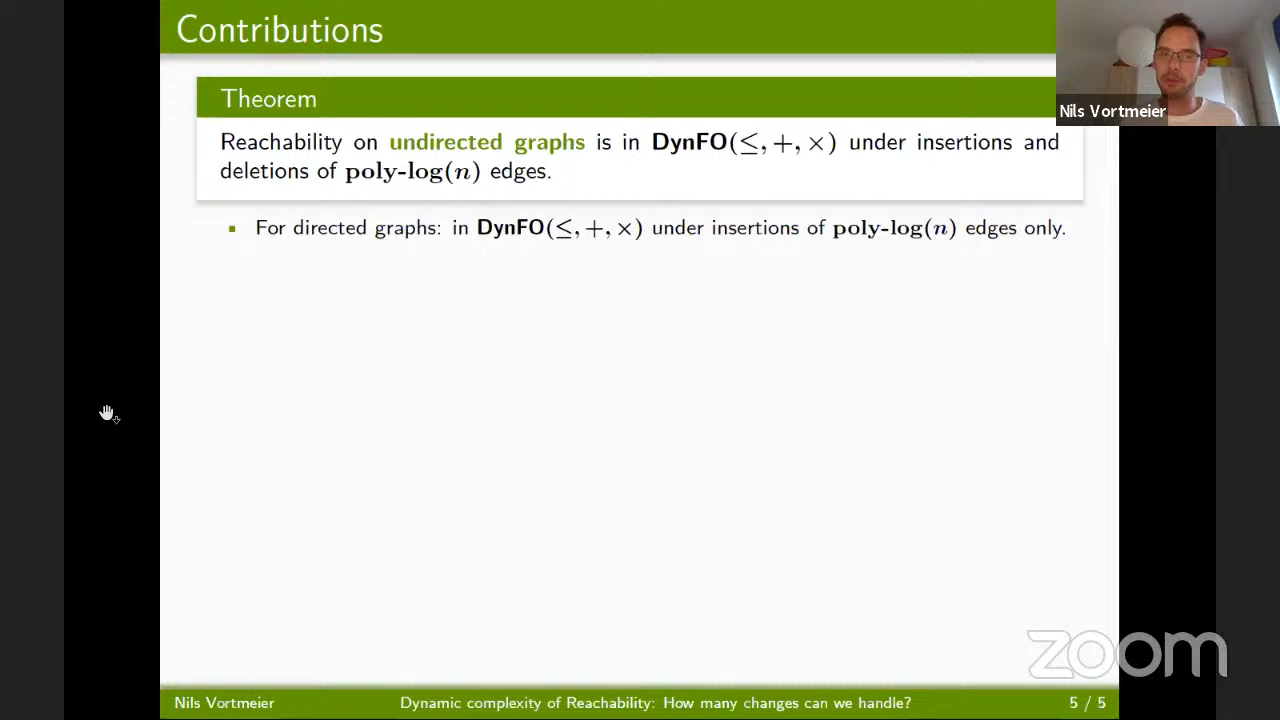 Contributions
Nils Vortmeier
Theorem
Reachability on undirected graphs is in DynFO(≤, +, ×) under insertions and
deletions of poly-log(n) edges.
For directed graphs: in DynFO(≤, +, ×) under insertions of poly-log(n) edges only.
zoom
Nils Vortmeier Dynamic complexity of Reachability: How many changes can we handle? 5 / 5